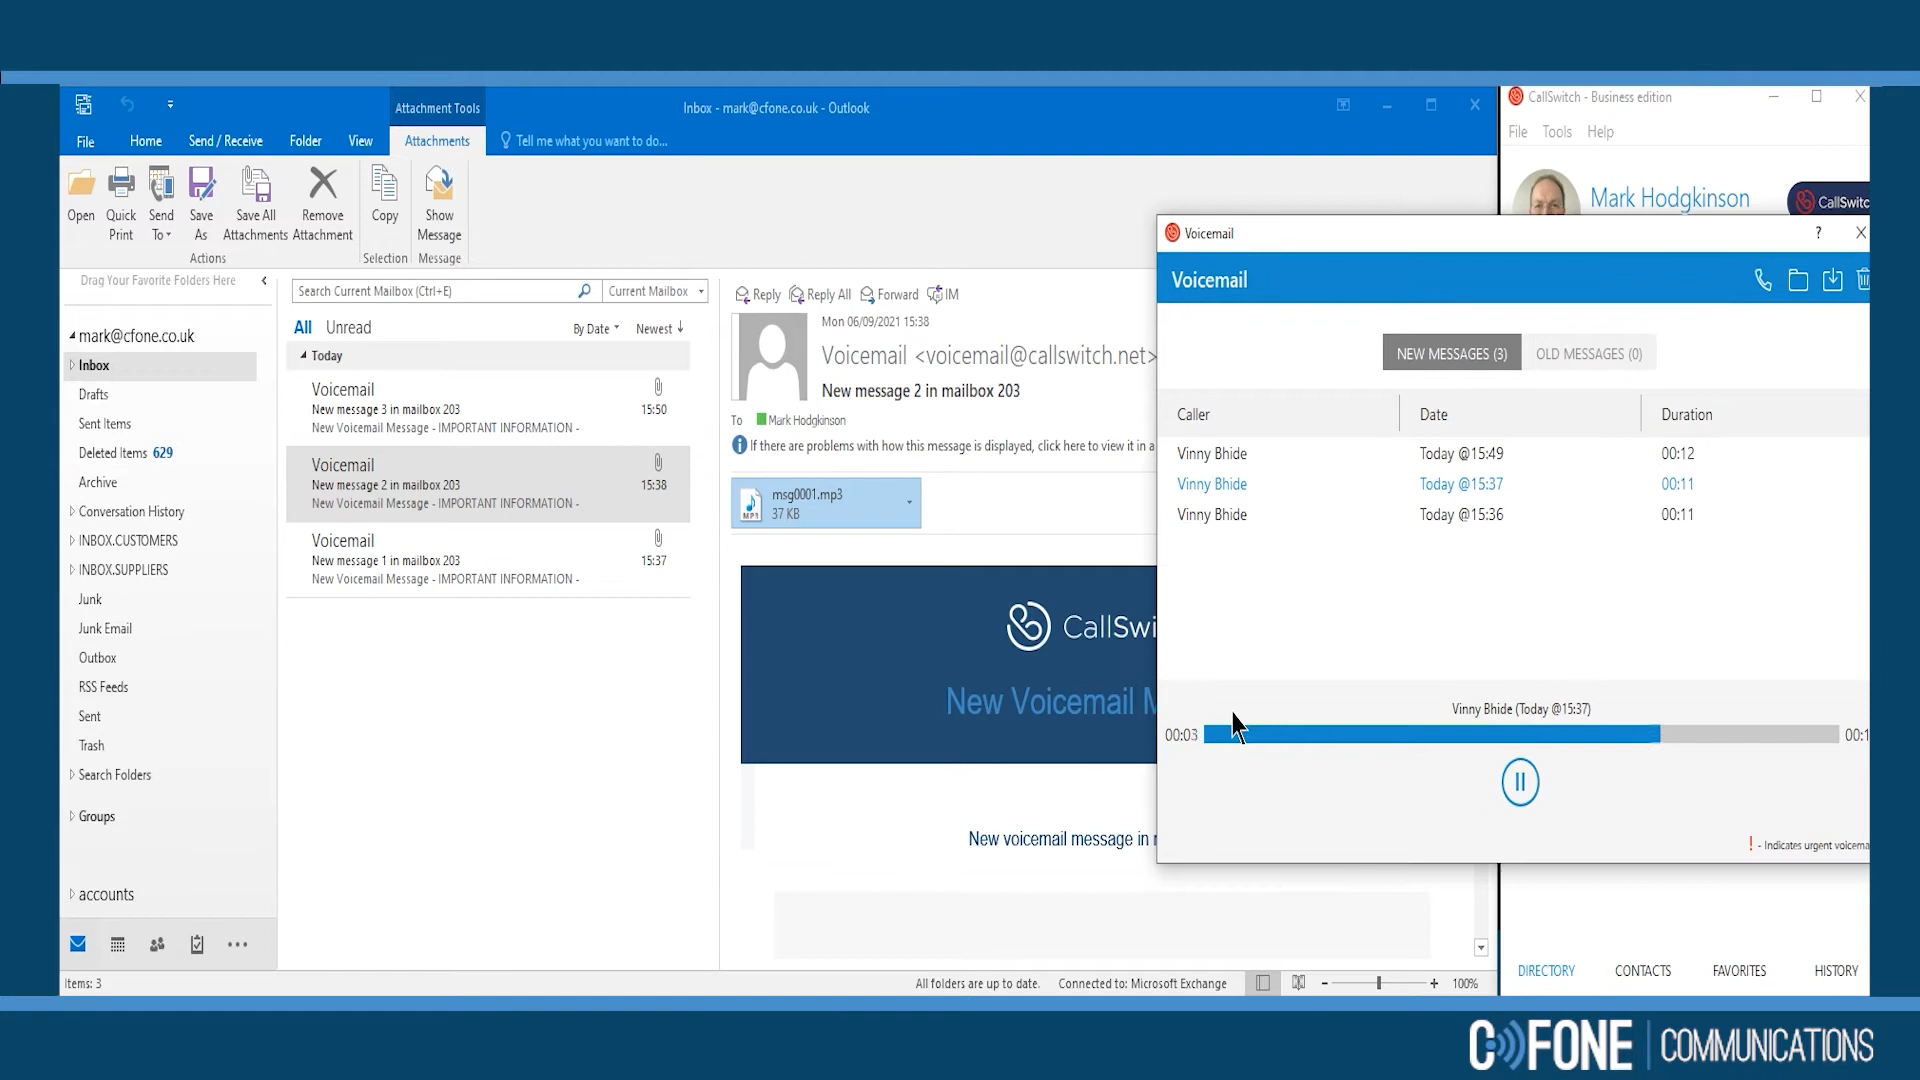 Attachment Tools
Inbox - mark@cfone.co.uk - Outlook
File
Home
Send / Receive
Folder
View
Attachments
Tell me what you want to do...
Open
Quick Print
Send To
Save As
Save All Attachments
Remove Attachment
Copy
Show Message
Actions
Selection
Message
Drag Your Favorite Folders Here
mark@cfone.co.uk
Inbox
Drafts
Sent Items
Deleted Items 629
Archive
Conversation History
INBOX.CUSTOMERS
INBOX.SUPPLIERS
Junk
Junk Email
Outbox
RSS Feeds
Sent
Trash
Search Folders
Groups
accounts
Items: 3
Search Current Mailbox (Ctrl+E)
Current Mailbox
All Unread
By Date
Newest
Today
Voicemail
New message 3 in mailbox 203 15:50
New Voicemail Message - IMPORTANT INFORMATION -
Voicemail
New message 2 in mailbox 203 15:38
New Voicemail Message - IMPORTANT INFORMATION -
Voicemail
New message 1 in mailbox 203 15:37
New Voicemail Message - IMPORTANT INFORMATION -
Reply
Reply All
Forward
IM
Mon 06/09/2021 15:38
Voicemail <voicemail@callswitch.net>
New message 2 in mailbox 203
To Mark Hodgkinson
If there are problems with how this message is displayed, click here to view it in a
msg0001.mp3
37 KB
MP3
CallSwi
New Voicemail M
New voicemail message in
All folders are up to date.
Connected to: Microsoft Exchange
100%
CallSwitch - Business edition
File Tools Help
Mark Hodgkinson
CallSwitc
Voicemail
?
Voicemail
NEW MESSAGES (3)
OLD MESSAGES (0)
Caller Date Duration
Vinny Bhide Today @15:49 00:12
Vinny Bhide Today @15:37 00:11
Vinny Bhide Today @15:36 00:11
Vinny Bhide (Today @15:37)
00:03
00:1
! - Indicates urgent voicema
DIRECTORY
CONTACTS
FAVORITES
HISTORY
C FONE | COMMUNICATIONS